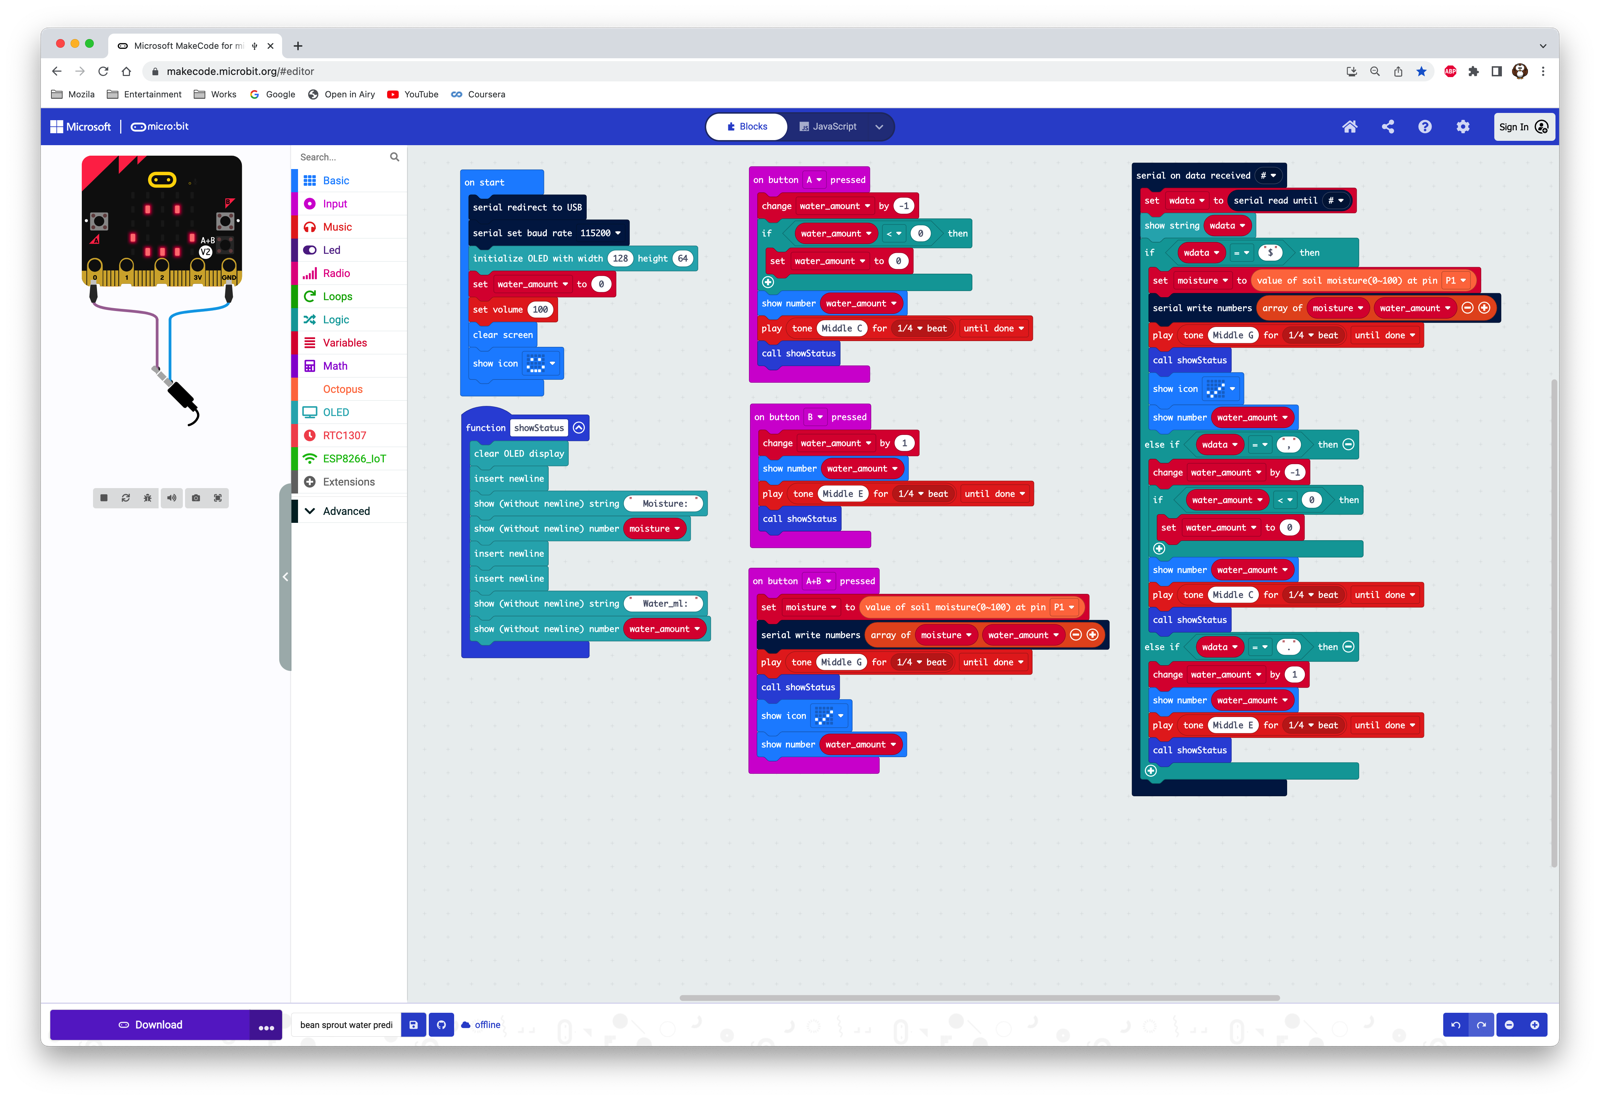 Microsoft MakeCode for mi
makecode.microbit.org/#editor
ABP
Mozila Entertainment Works Google Open in Airy YouTube Coursera
Microsoft micro:bit Blocks JavaScript Sign In
Search...
Basic
Input
Music
Led
Radio
Loops
Logic
Variables
Math
Octopus
OLED
RTC1307
ESP8266_IoT
Extensions
Advanced
A+B
V2
0 1 2 3V GND
on start
serial redirect to USB
serial set baud rate 115200
initialize OLED with width 128 height 64
set water_amount to 0
set volume 100
clear screen
show icon
function showStatus
clear OLED display
insert newline
show (without newline) string " Moisture: "
show (without newline) number moisture
insert newline
insert newline
show (without newline) string " Water_ml: "
show (without newline) number water_amount
on button A pressed
change water_amount by -1
if water_amount < 0 then
set water_amount to 0
show number water_amount
play tone Middle C for 1/4 beat until done
call showStatus
on button B pressed
change water_amount by 1
show number water_amount
play tone Middle E for 1/4 beat until done
call showStatus
on button A+B pressed
set moisture to value of soil moisture(0~100) at pin P1
serial write numbers array of moisture water_amount
play tone Middle G for 1/4 beat until done
call showStatus
show icon
show number water_amount
serial on data received #
set wdata to serial read until #
show string wdata
if wdata = "$" then
set moisture to value of soil moisture(0~100) at pin P1
serial write numbers array of moisture water_amount
play tone Middle G for 1/4 beat until done
call showStatus
show icon
show number water_amount
else if wdata = "," then
change water_amount by -1
if water_amount < 0 then
set water_amount to 0
show number water_amount
play tone Middle C for 1/4 beat until done
call showStatus
else if wdata = "." then
change water_amount by 1
show number water_amount
play tone Middle E for 1/4 beat until done
call showStatus
Download bean sprout water predi offline